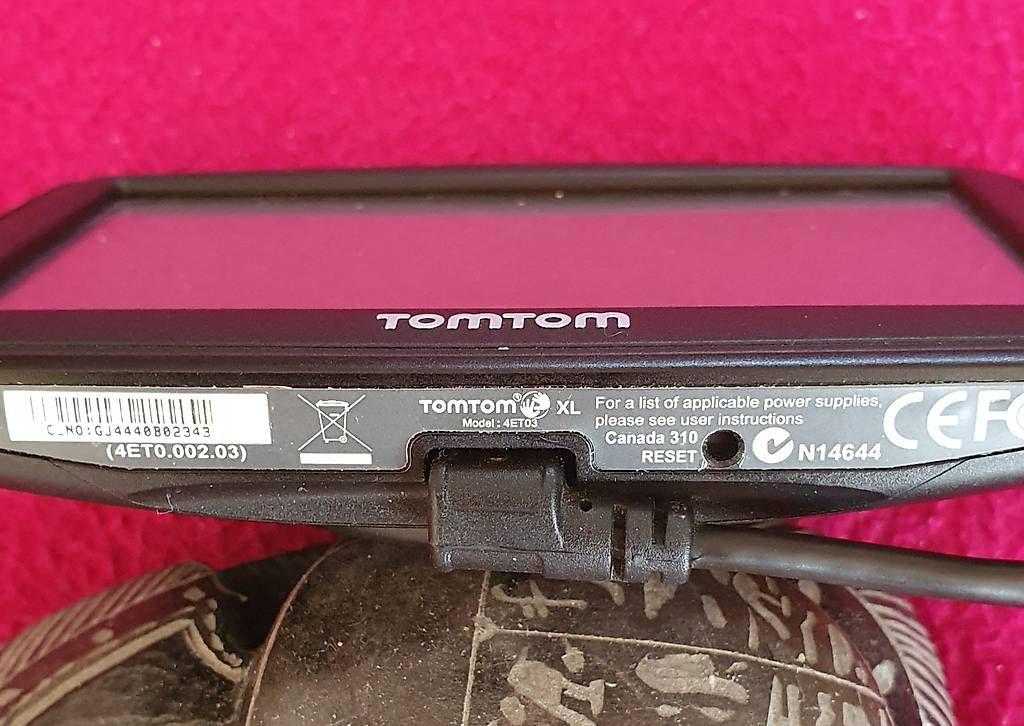 TOMTOM
C_NO:GJ4440B02343
(4ET0.002.03)
TOMTOM XL
Model : 4ET03
For a list of applicable power supplies,
please see user instructions
Canada 310
RESET
N14644
CE FC